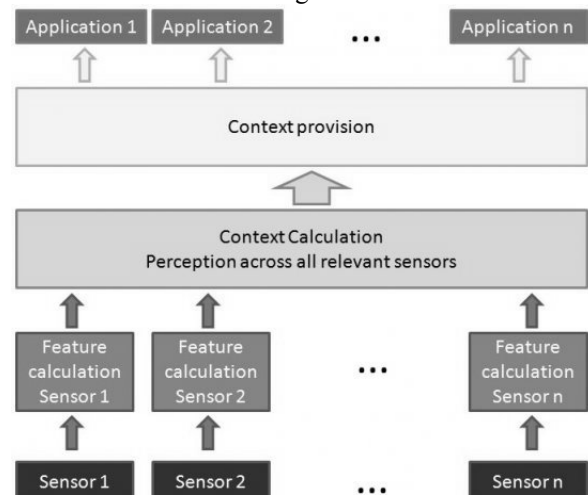 Application 1 Application 2 ... Application n
Context provision
Context Calculation
Perception across all relevant sensors
Feature calculation Sensor 1
Feature calculation Sensor 2
...
Feature calculation Sensor n
Sensor 1 Sensor 2 ... Sensor n